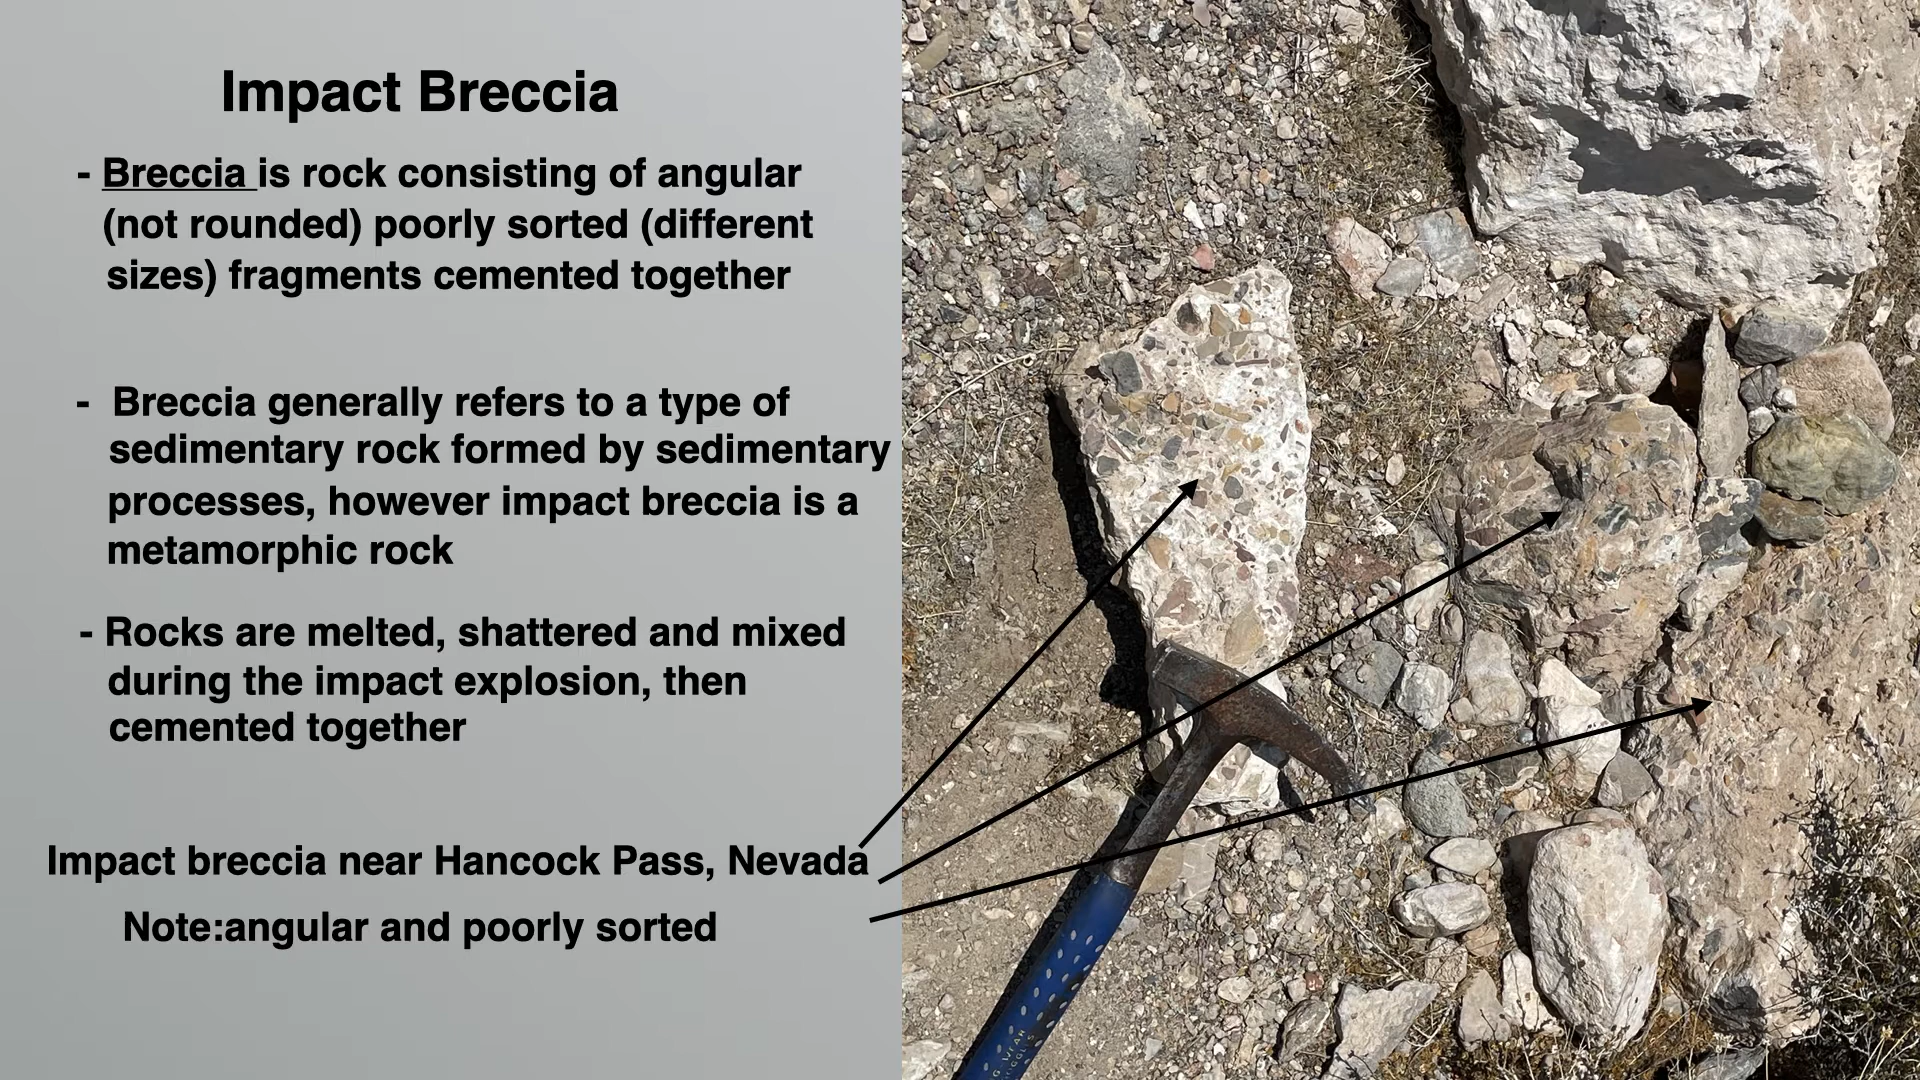 Impact Breccia
- Breccia is rock consisting of angular
(not rounded) poorly sorted (different
sizes) fragments cemented together
- Breccia generally refers to a type of
sedimentary rock formed by sedimentary
processes, however impact breccia is a
metamorphic rock
- Rocks are melted, shattered and mixed
during the impact explosion, then
cemented together
Impact breccia near Hancock Pass, Nevada
Note:angular and poorly sorted